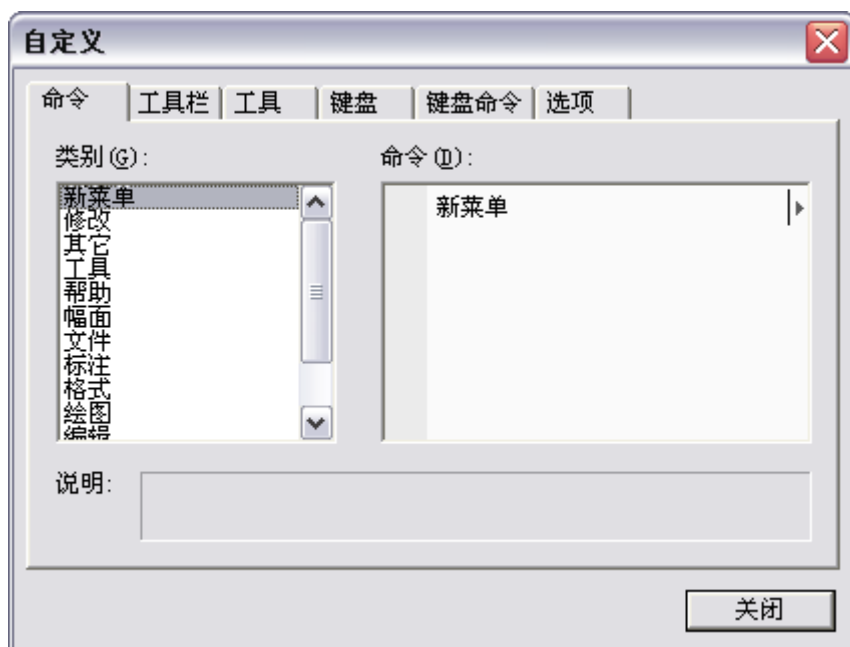 自定义
命令 工具栏 工具 键盘 键盘命令 选项
类别(G): 命令(D):
新菜单 新菜单
修改
其它
工具
帮助
幅面
文件
标注
格式
绘图
编辑
说明:
关闭